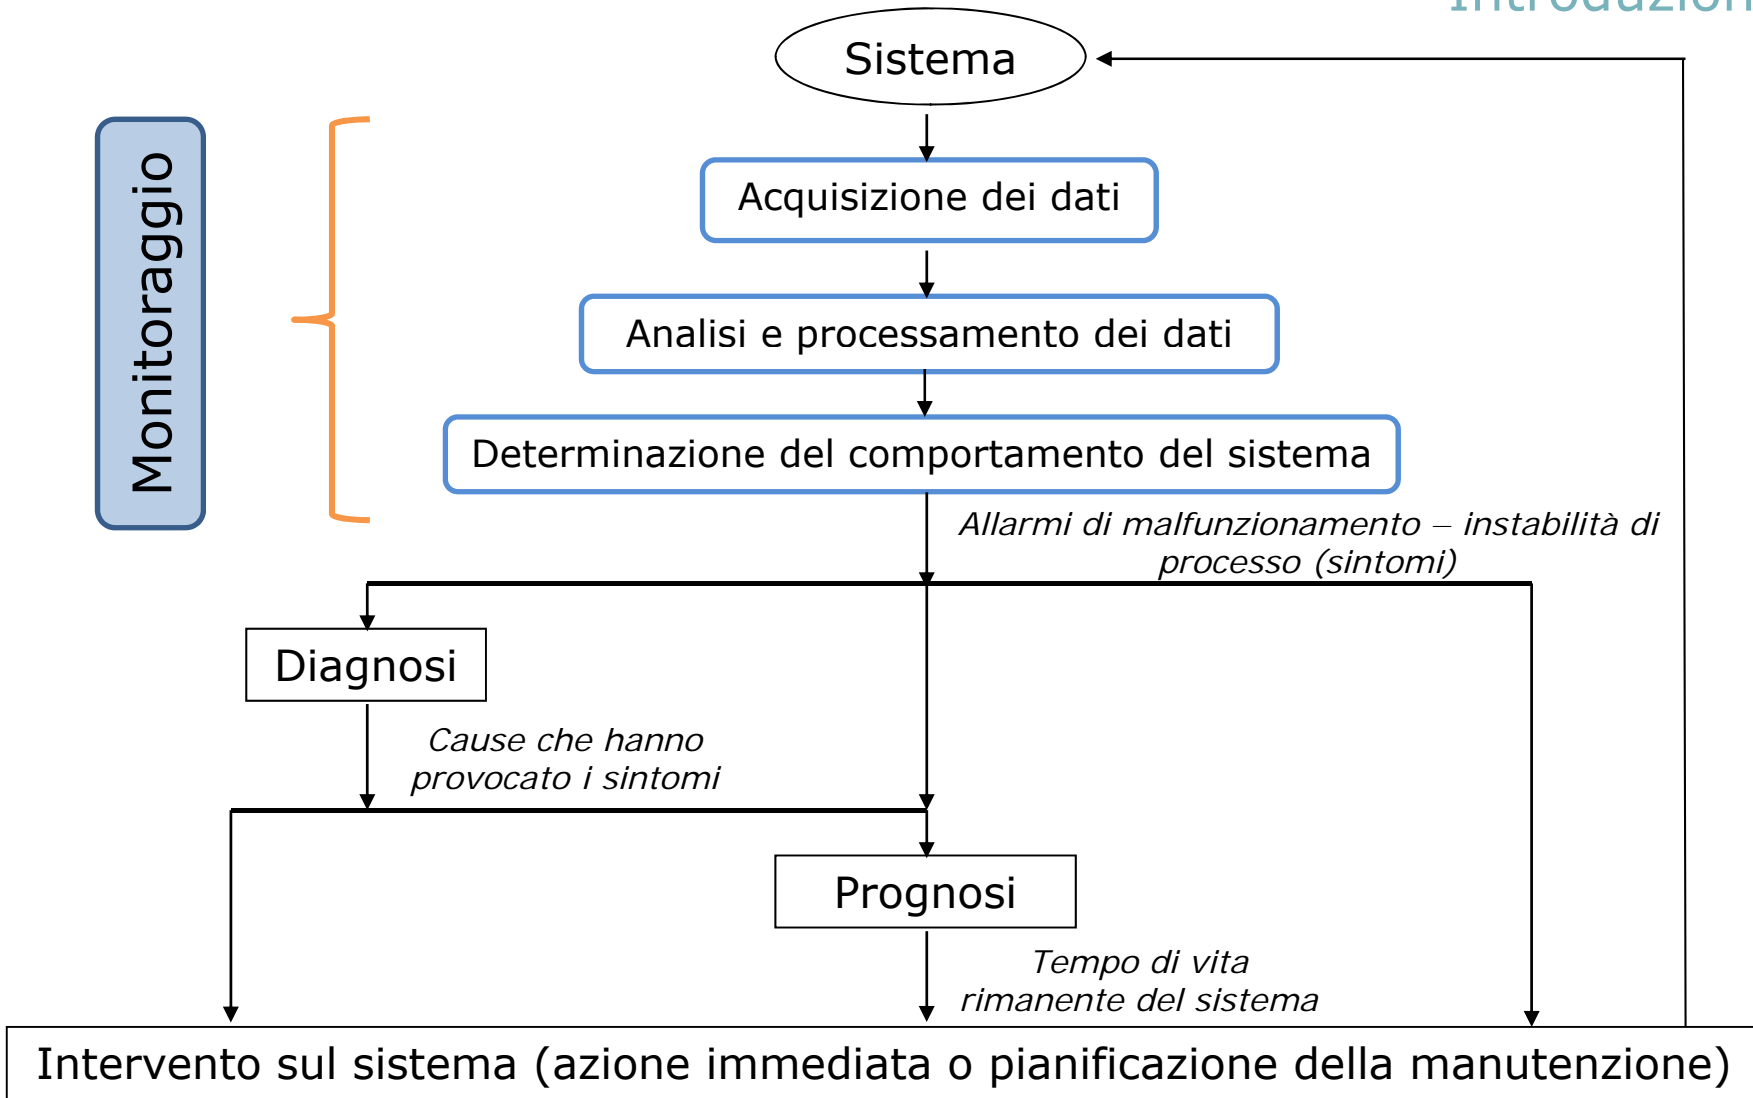 Sistema
Monitoraggio
Acquisizione dei dati
Analisi e processamento dei dati
Determinazione del comportamento del sistema
Allarmi di malfunzionamento – instabilità di
processo (sintomi)
Diagnosi
Cause che hanno
provocato i sintomi
Prognosi
Tempo di vita
rimanente del sistema
Intervento sul sistema (azione immediata o pianificazione della manutenzione)